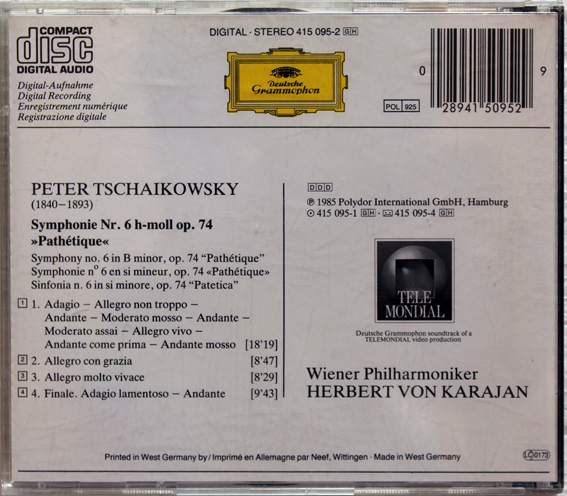 COMPACT
disc
DIGITAL AUDIO
Digital-Aufnahme
Digital Recording
Enregistrement numérique
Registrazione digitale
DIGITAL · STEREO 415 095-2 GH
Deutsche
Grammophon
POL 925
0 28941 50952 9
PETER TSCHAIKOWSKY
(1840–1893)
Symphonie Nr. 6 h-moll op. 74
»Pathétique«
Symphony no. 6 in B minor, op. 74 “Pathétique”
Symphonie nº 6 en si mineur, op. 74 «Pathétique»
Sinfonia n. 6 in si minore, op. 74 “Patetica”
1 1. Adagio – Allegro non troppo –
Andante – Moderato mosso – Andante –
Moderato assai – Allegro vivo –
Andante come prima – Andante mosso [18'19]
2 2. Allegro con grazia [8'47]
3 3. Allegro molto vivace [8'29]
4 4. Finale. Adagio lamentoso – Andante [9'43]
DDD
℗ 1985 Polydor International GmbH, Hamburg
415 095-1 GH · 415 095-4 GH
TELE
MONDIAL
Deutsche Grammophon soundtrack of a
TELEMONDIAL video production
Wiener Philharmoniker
HERBERT VON KARAJAN
Printed in West Germany by / Imprimé en Allemagne par Neef, Wittingen · Made in West Germany
LC 0173